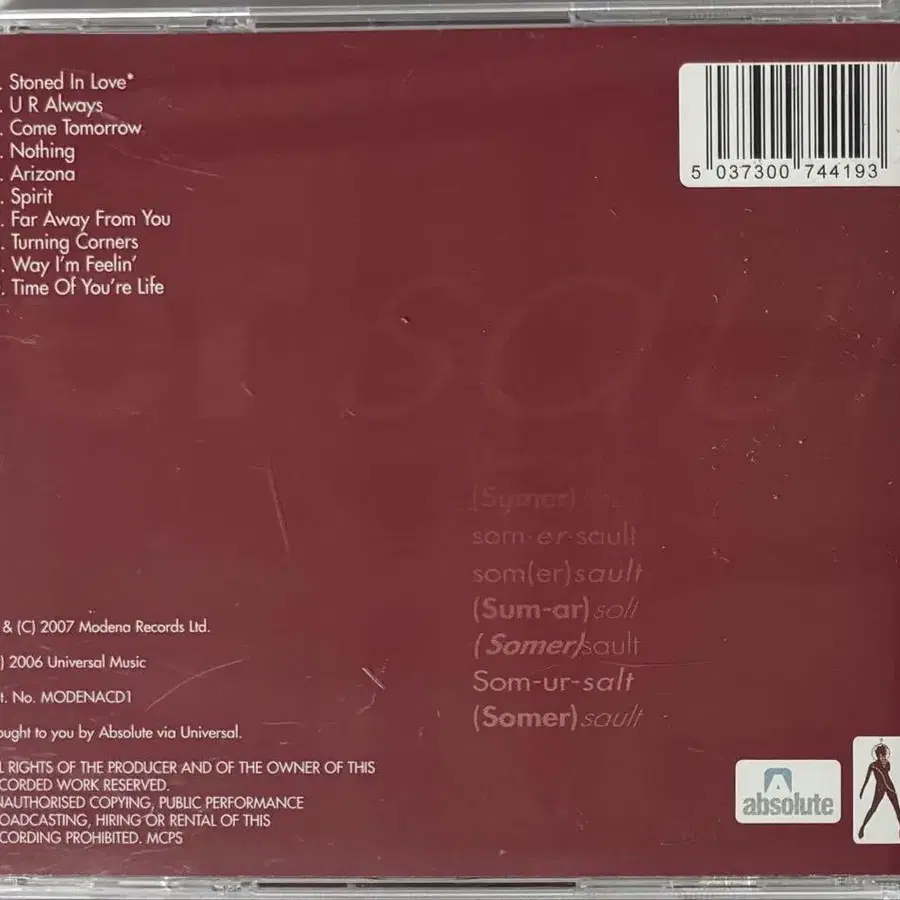 . Stoned In Love*
. U R Always
. Come Tomorrow
. Nothing
. Arizona
. Spirit
. Far Away From You
. Turning Corners
. Way I'm Feelin'
. Time Of You're Life
5 037300 744193
er sau
(Symer)
som·er·sault
som(er)sault
(Sum-ar)solt
(Somer)sault
Som-ur-salt
(Somer)sault
& (C) 2007 Modena Records Ltd.
) 2006 Universal Music
t. No. MODENACD1
ought to you by Absolute via Universal.
L RIGHTS OF THE PRODUCER AND OF THE OWNER OF THIS
CORDED WORK RESERVED.
NAUTHORISED COPYING, PUBLIC PERFORMANCE
OADCASTING, HIRING OR RENTAL OF THIS
CORDING PROHIBITED. MCPS
absolute